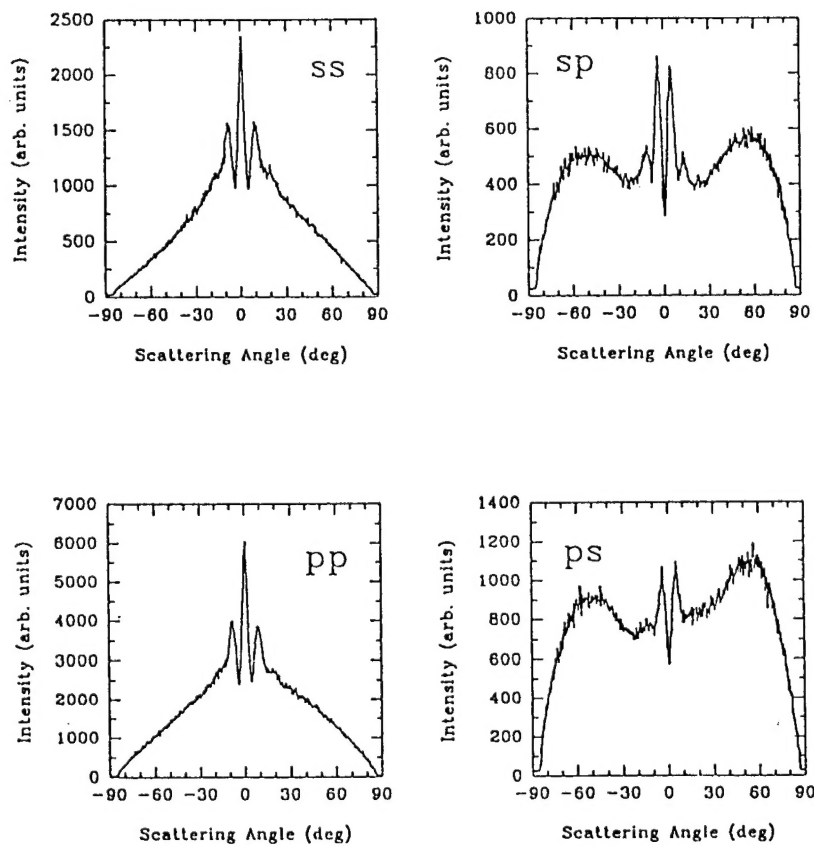 ss
2500
2000
1500
1250
1000
500
0
Intensity (arb. units)
-90 -60 -30 0 30 60 90
Scattering Angle (deg)
sp
1000
800
600
400
200
0
Intensity (arb. units)
-90 -60 -30 0 30 60 90
Scattering Angle (deg)
pp
7000
6000
5000
4000
3000
2000
1000
0
Intensity (arb. units)
-90 -60 -30 0 30 60 90
Scattering Angle (deg)
ps
1400
1200
1000
800
600
400
200
0
Intensity (arb. units)
-90 -60 -30 0 30 60 90
Scattering Angle (deg)